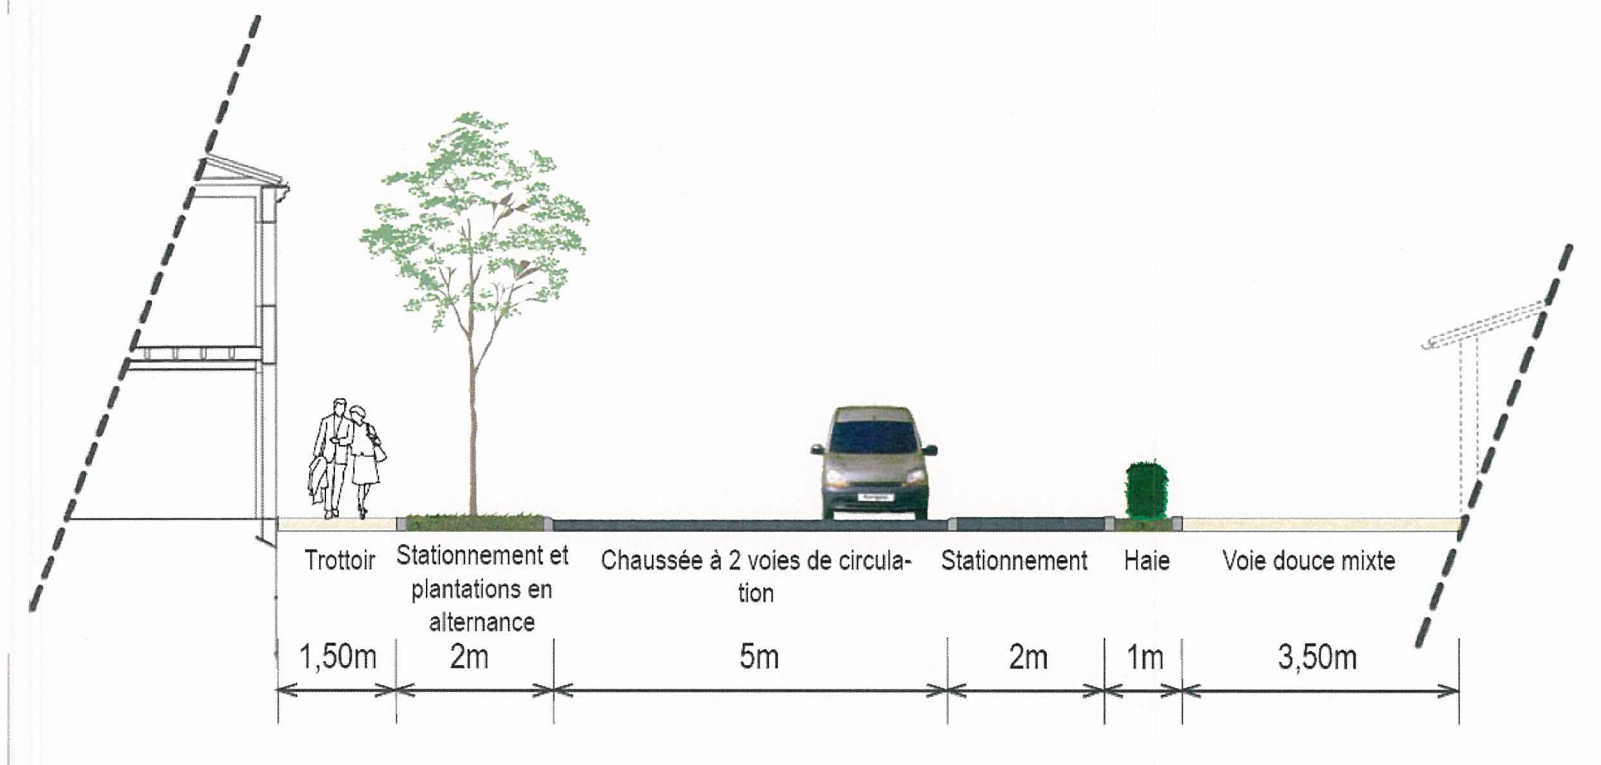 Trottoir
Stationnement et
plantations en
alternance
Chaussée à 2 voies de circula-
tion
Stationnement
Haie
Voie douce mixte
1,50m
2m
5m
2m
1m
3,50m